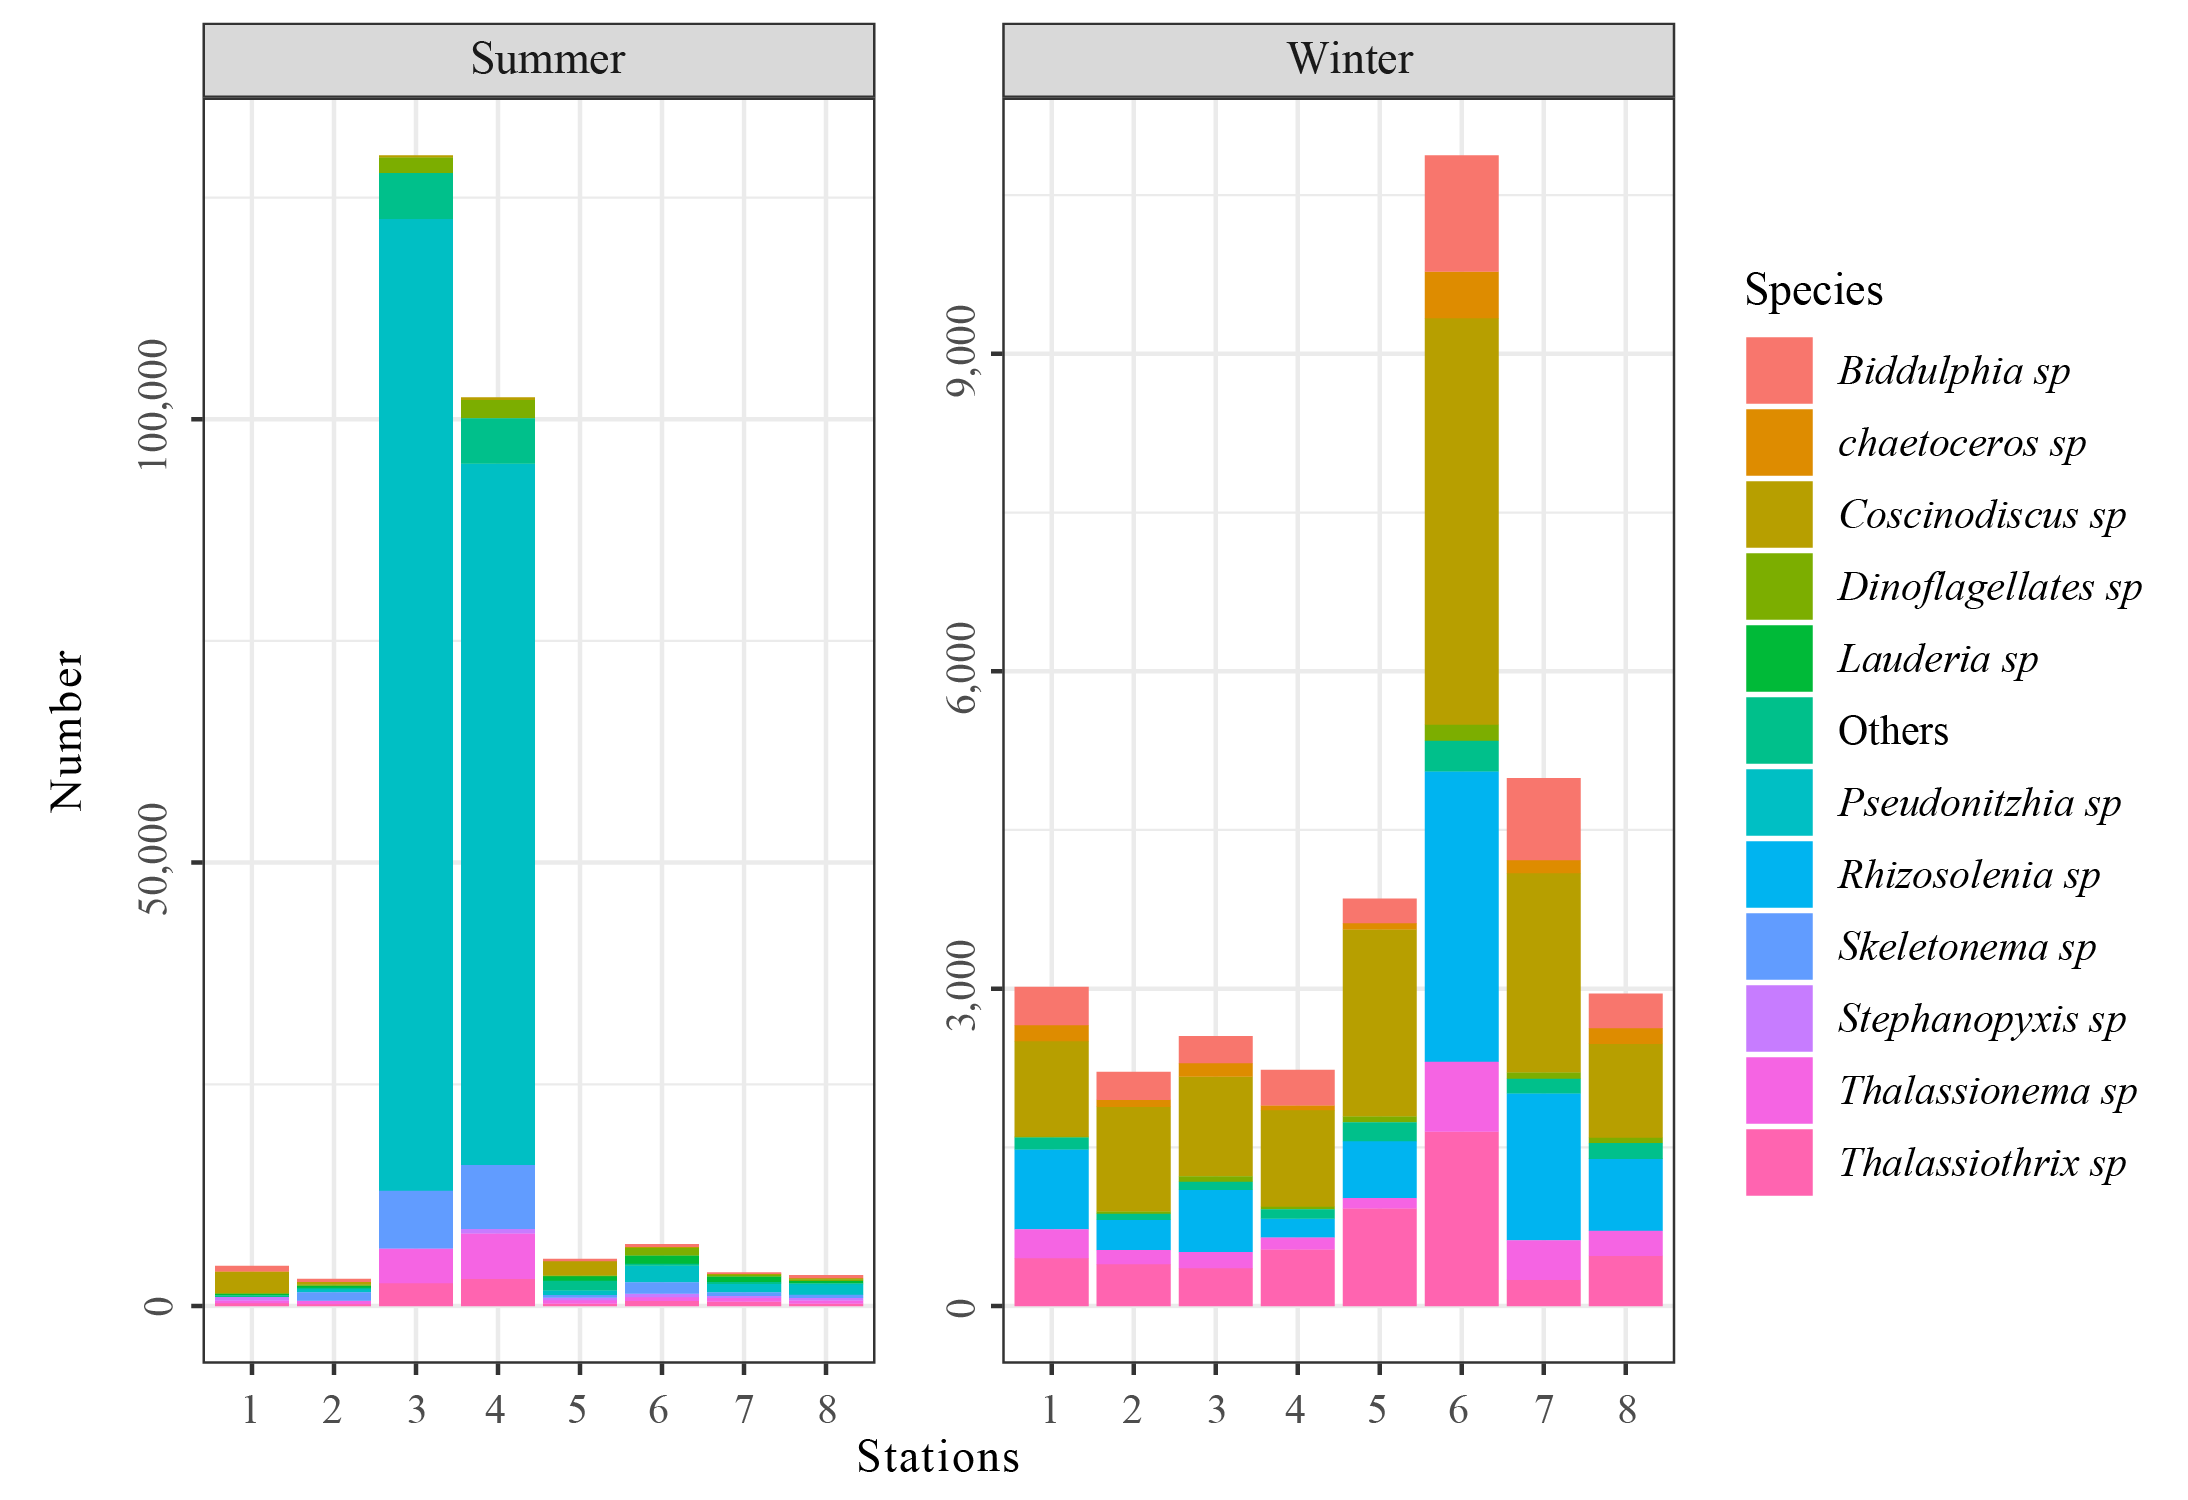 Summer
Winter
Number
100,000
50,000
0
9,000
6,000
3,000
0
1 2 3 4 5 6 7 8
1 2 3 4 5 6 7 8
Stations
Species
Biddulphia sp
chaetoceros sp
Coscinodiscus sp
Dinoflagellates sp
Lauderia sp
Others
Pseudonitzhia sp
Rhizosolenia sp
Skeletonema sp
Stephanopyxis sp
Thalassionema sp
Thalassiothrix sp